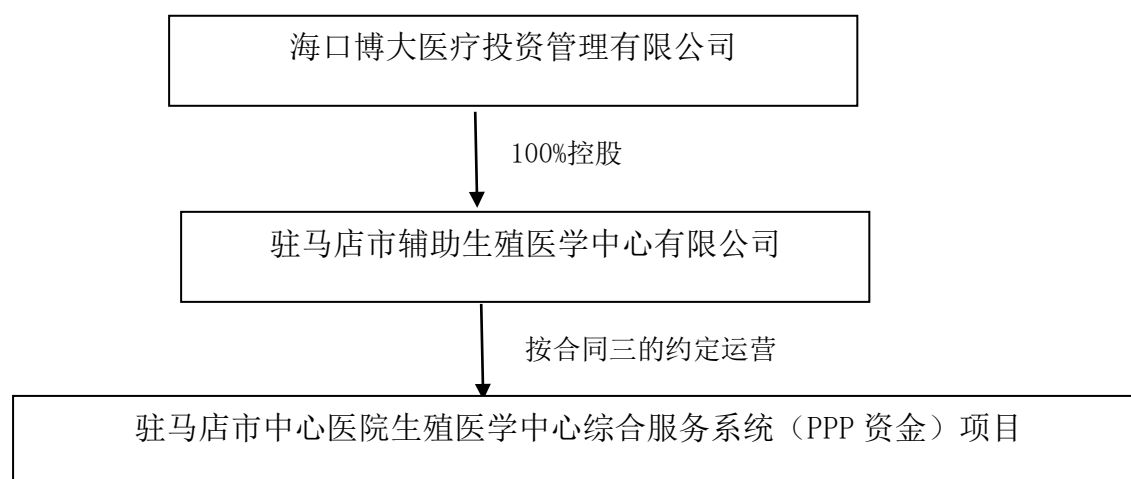 海口博大医疗投资管理有限公司
100%控股
驻马店市辅助生殖医学中心有限公司
按合同三的约定运营
驻马店市中心医院生殖医学中心综合服务系统（PPP 资金）项目